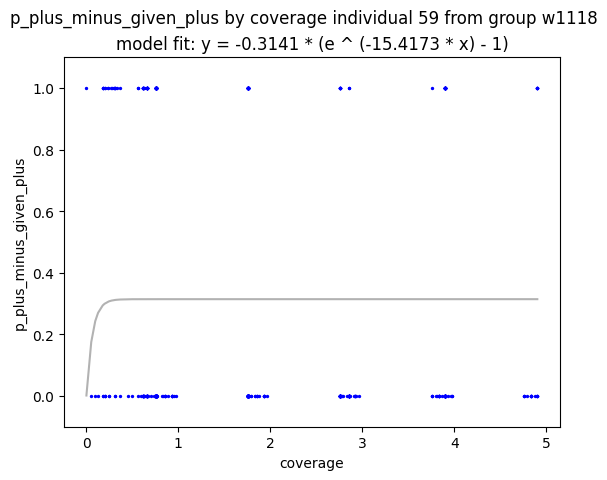 p_plus_minus_given_plus by coverage individual 59 from group w1118
model fit: y = -0.3141 * (e ^ (-15.4173 * x) - 1)
1.0
0.8
0.6
0.4
0.2
0.0
p_plus_minus_given_plus
0 1 2 3 4 5
coverage